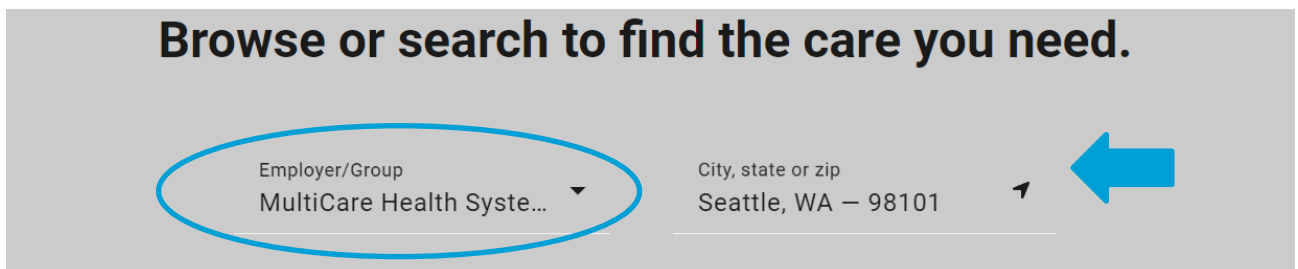 Browse or search to find the care you need.
Employer/Group
MultiCare Health Syste...
City, state or zip
Seattle, WA — 98101